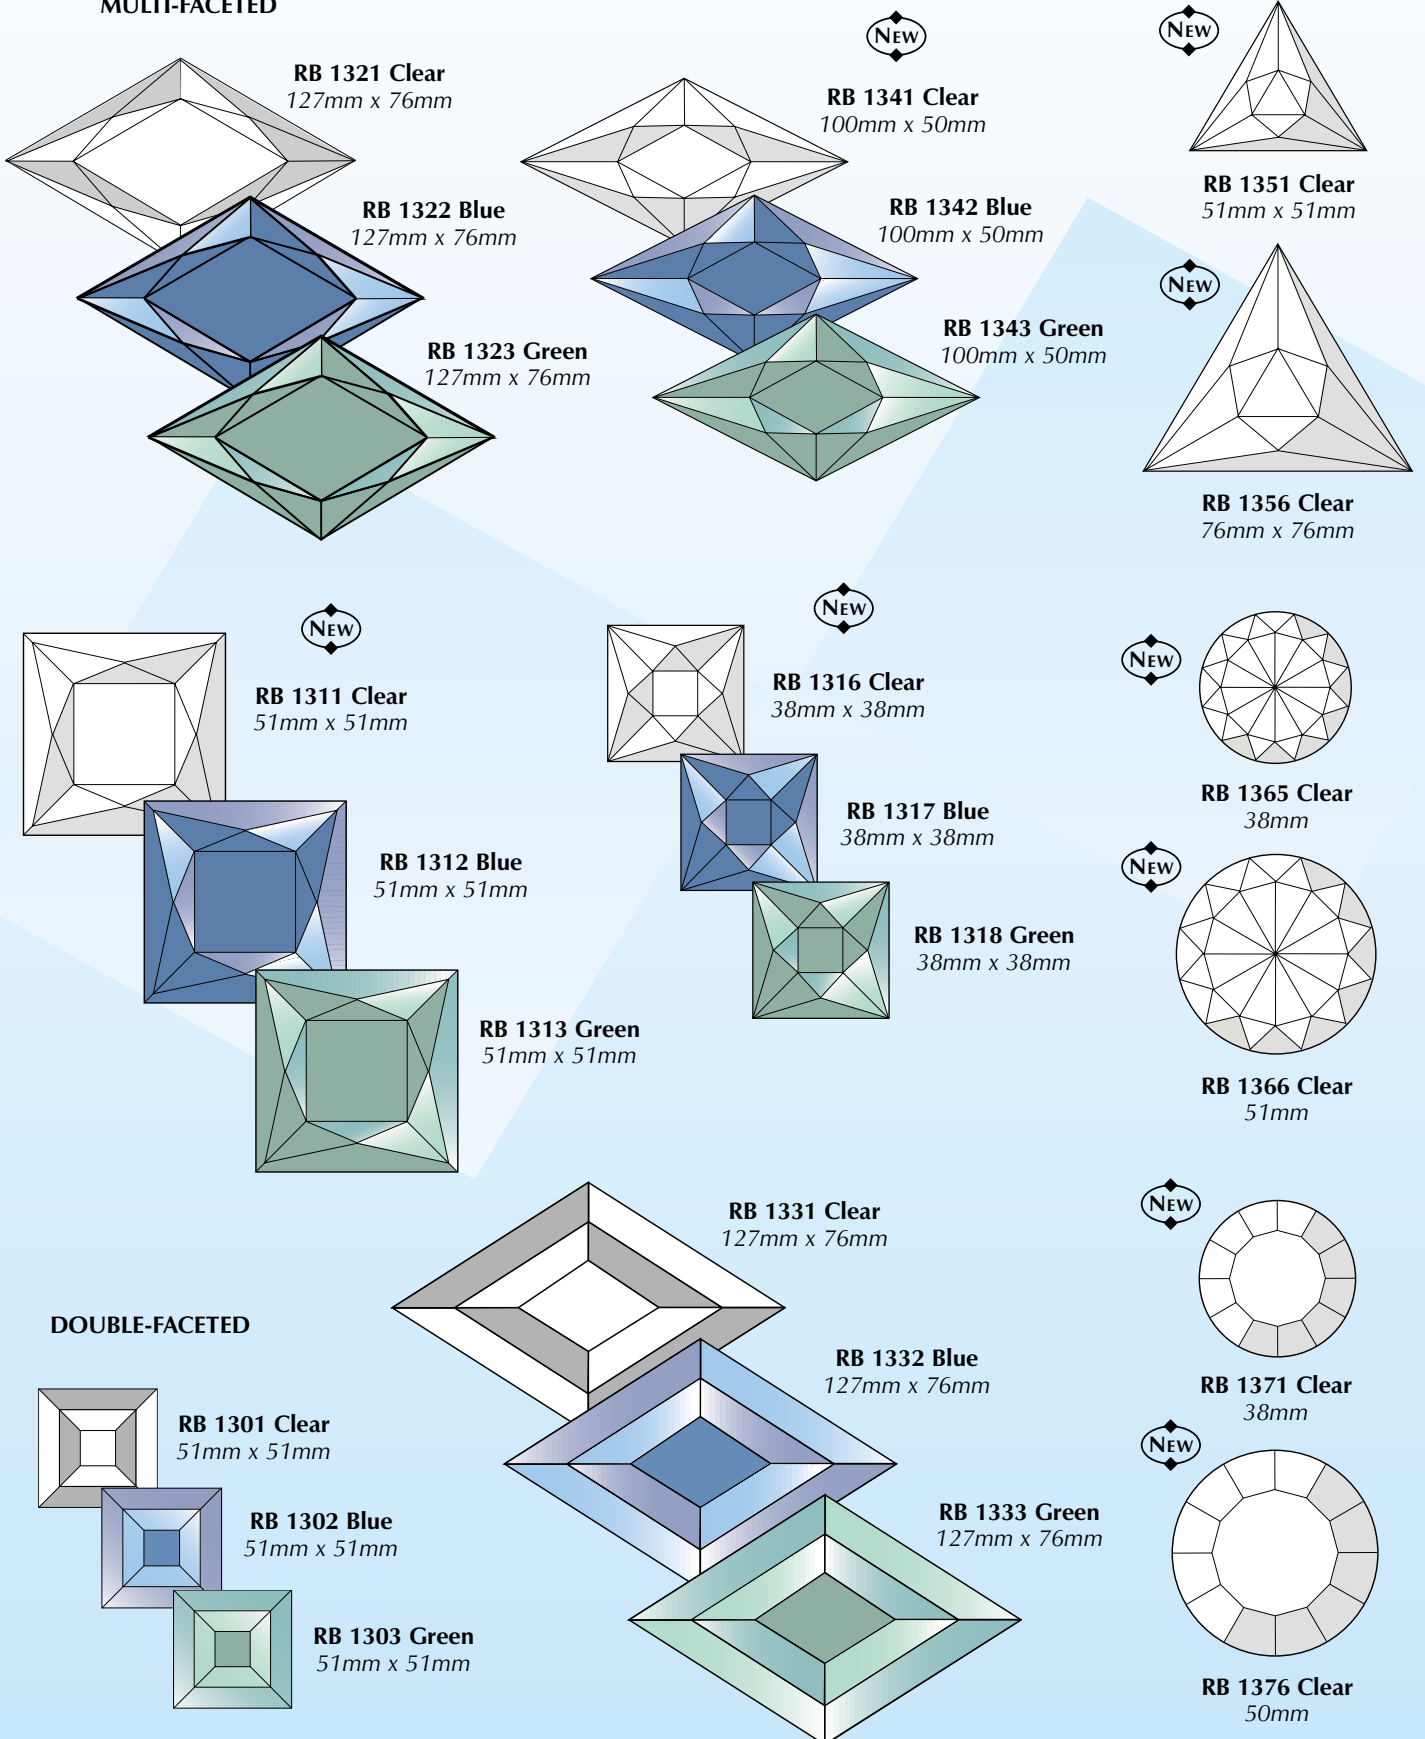 MULTI-FACETED
RB 1321 Clear
127mm x 76mm
RB 1322 Blue
127mm x 76mm
RB 1323 Green
127mm x 76mm
NEW
RB 1341 Clear
100mm x 50mm
RB 1342 Blue
100mm x 50mm
RB 1343 Green
100mm x 50mm
NEW
RB 1351 Clear
51mm x 51mm
NEW
RB 1356 Clear
76mm x 76mm
NEW
RB 1311 Clear
51mm x 51mm
RB 1312 Blue
51mm x 51mm
RB 1313 Green
51mm x 51mm
NEW
RB 1316 Clear
38mm x 38mm
RB 1317 Blue
38mm x 38mm
RB 1318 Green
38mm x 38mm
NEW
RB 1365 Clear
38mm
NEW
RB 1366 Clear
51mm
DOUBLE-FACETED
RB 1301 Clear
51mm x 51mm
RB 1302 Blue
51mm x 51mm
RB 1303 Green
51mm x 51mm
RB 1331 Clear
127mm x 76mm
RB 1332 Blue
127mm x 76mm
RB 1333 Green
127mm x 76mm
NEW
RB 1371 Clear
38mm
NEW
RB 1376 Clear
50mm